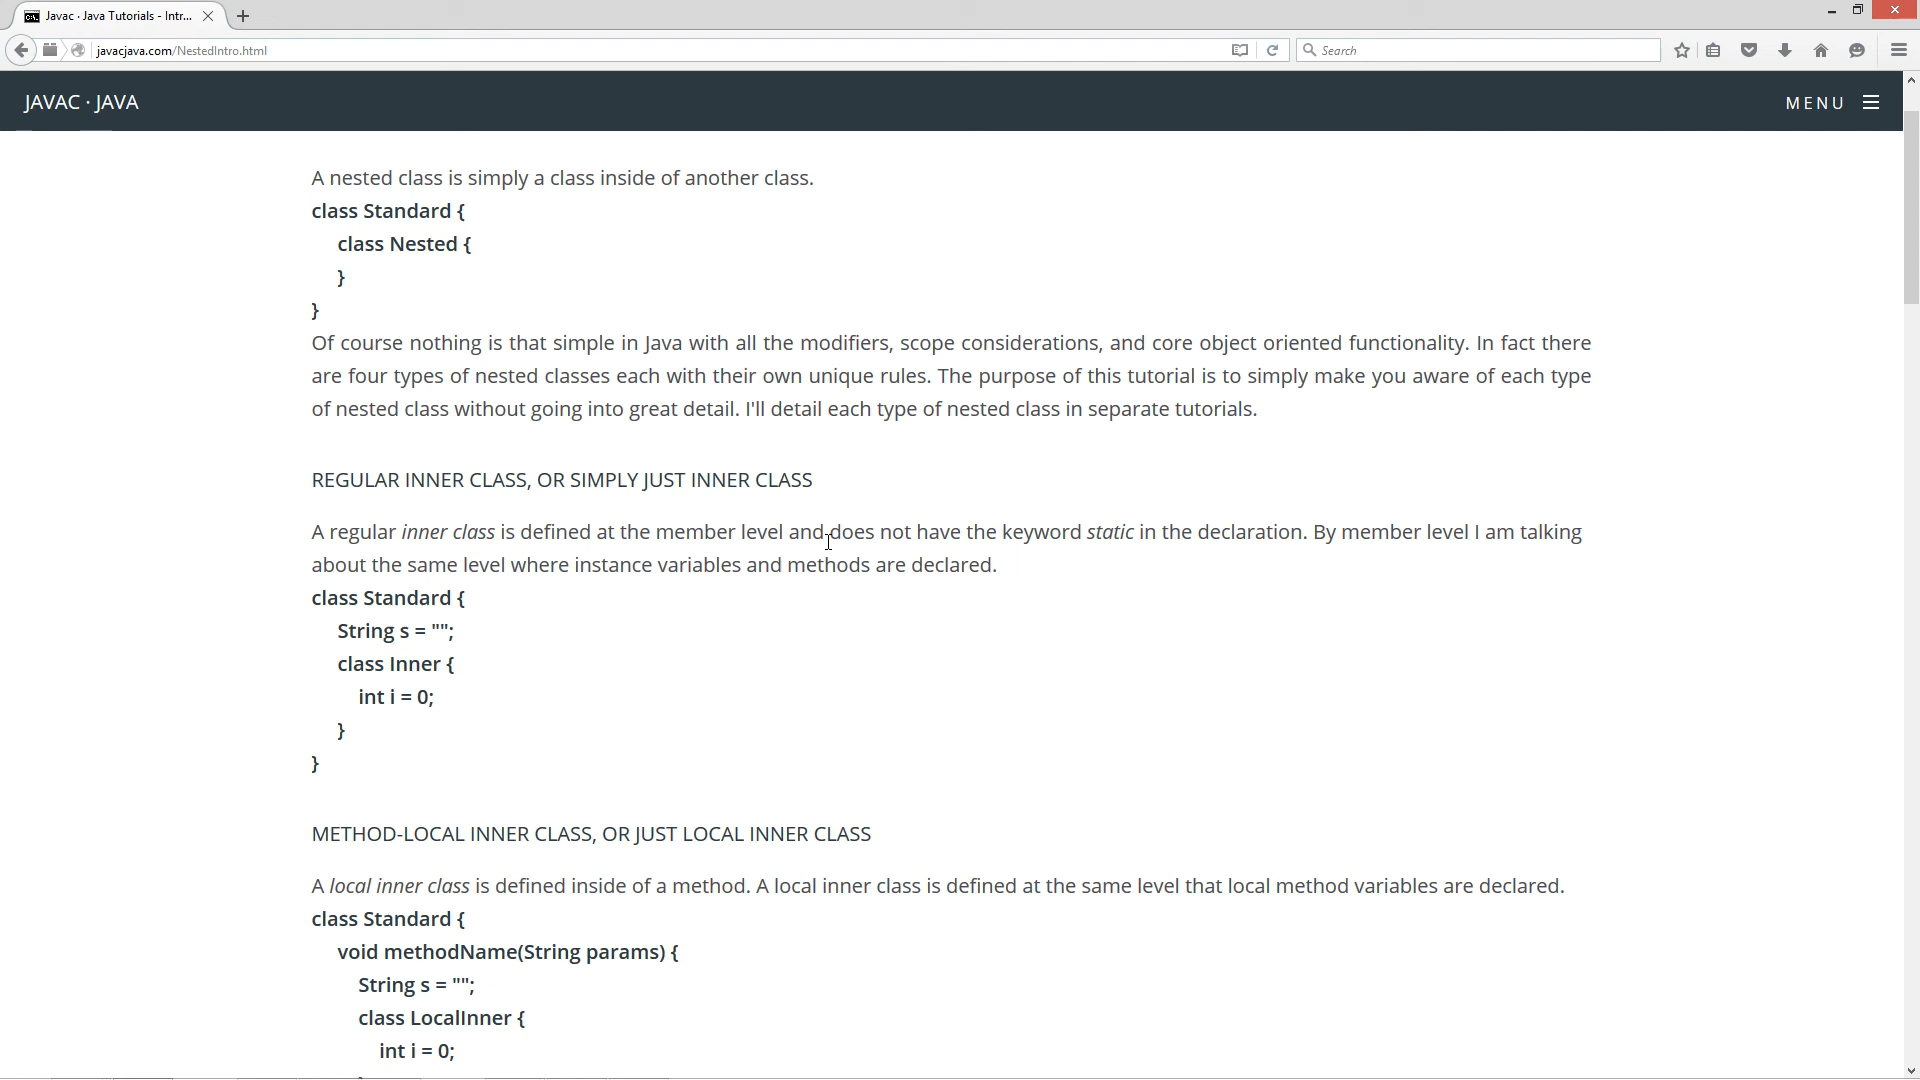 Javac · Java Tutorials - Intr...
javacjava.com/NestedIntro.html
Search
JAVAC · JAVA
MENU
A nested class is simply a class inside of another class.
class Standard {
class Nested {
}
}
Of course nothing is that simple in Java with all the modifiers, scope considerations, and core object oriented functionality. In fact there
are four types of nested classes each with their own unique rules. The purpose of this tutorial is to simply make you aware of each type
of nested class without going into great detail. I'll detail each type of nested class in separate tutorials.
REGULAR INNER CLASS, OR SIMPLY JUST INNER CLASS
A regular inner class is defined at the member level and does not have the keyword static in the declaration. By member level I am talking
about the same level where instance variables and methods are declared.
class Standard {
String s = "";
class Inner {
int i = 0;
}
}
METHOD-LOCAL INNER CLASS, OR JUST LOCAL INNER CLASS
A local inner class is defined inside of a method. A local inner class is defined at the same level that local method variables are declared.
class Standard {
void methodName(String params) {
String s = "";
class LocalInner {
int i = 0;